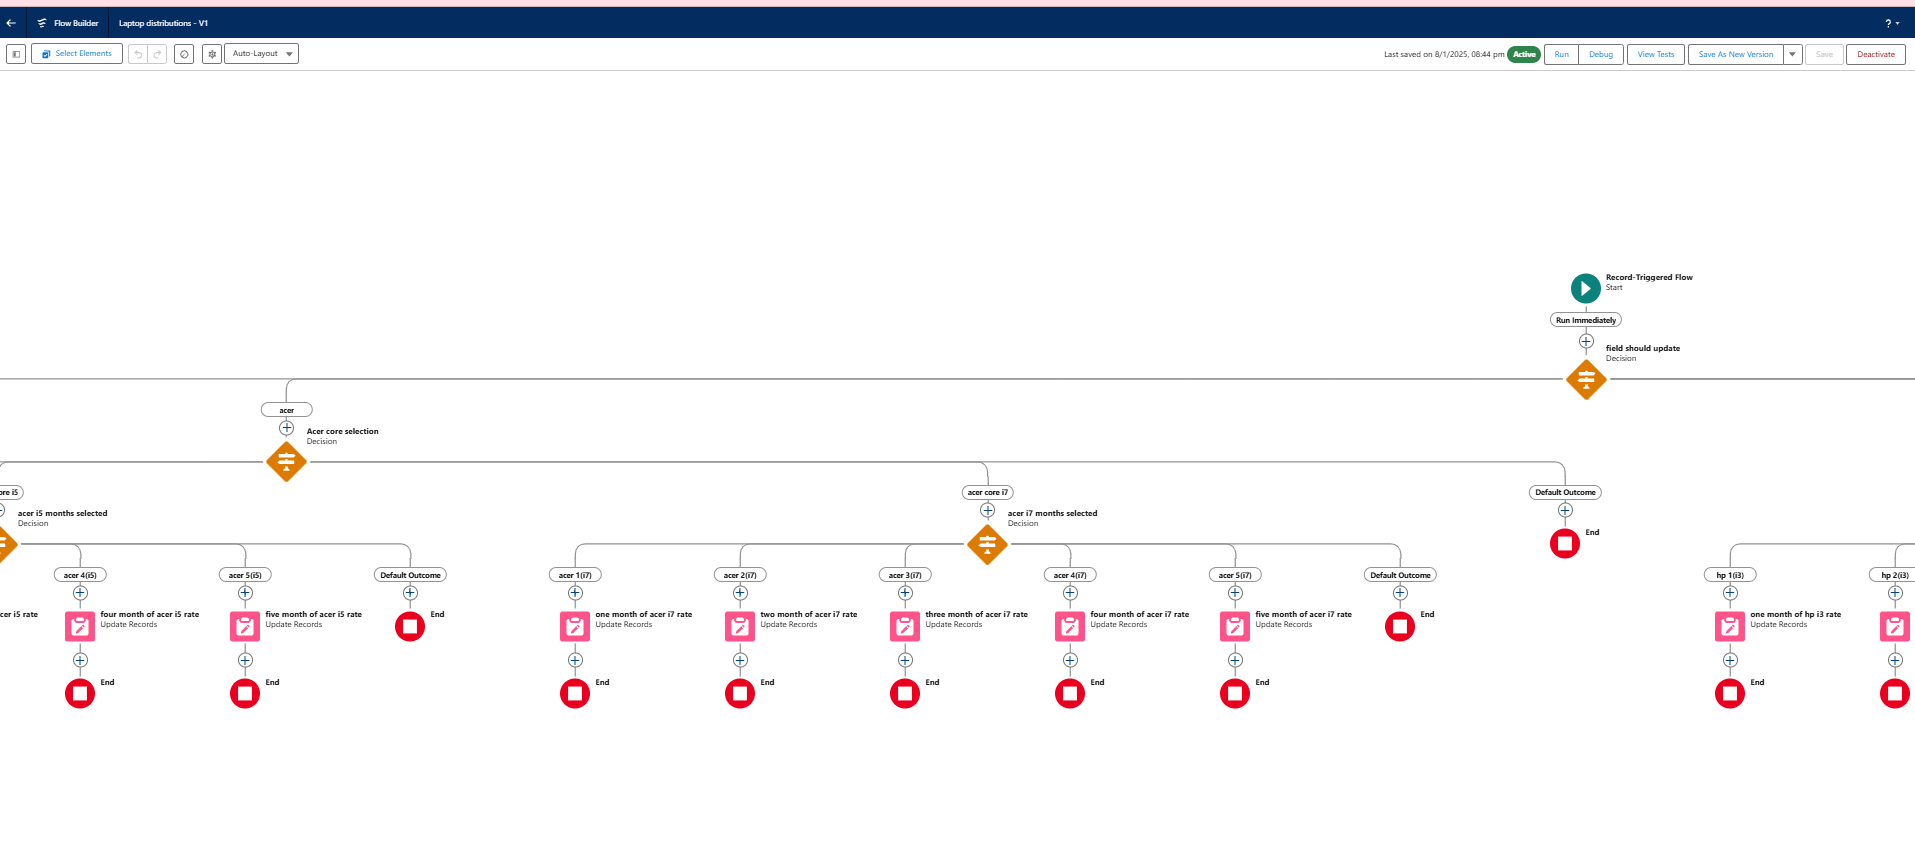 Flow Builder
Laptop distributions - V1
?
Select Elements
Auto-Layout
Last saved on 8/1/2025, 08:44 pm
Active
Run
Debug
View Tests
Save As New Version
Save
Deactivate
Record-Triggered Flow
Start
Run Immediately
field should update
Decision
acer
Acer core selection
Decision
ore i5
acer core i7
Default Outcome
acer i5 months selected
Decision
acer i7 months selected
Decision
End
acer 4(i5)
acer 5(i5)
Default Outcome
acer 1(i7)
acer 2(i7)
acer 3(i7)
acer 4(i7)
acer 5(i7)
Default Outcome
hp 1(i3)
hp 2(i3)
cer i5 rate
four month of acer i5 rate
Update Records
five month of acer i5 rate
Update Records
End
one month of acer i7 rate
Update Records
two month of acer i7 rate
Update Records
three month of acer i7 rate
Update Records
four month of acer i7 rate
Update Records
five month of acer i7 rate
Update Records
End
one month of hp i3 rate
Update Records
End
End
End
End
End
End
End
End